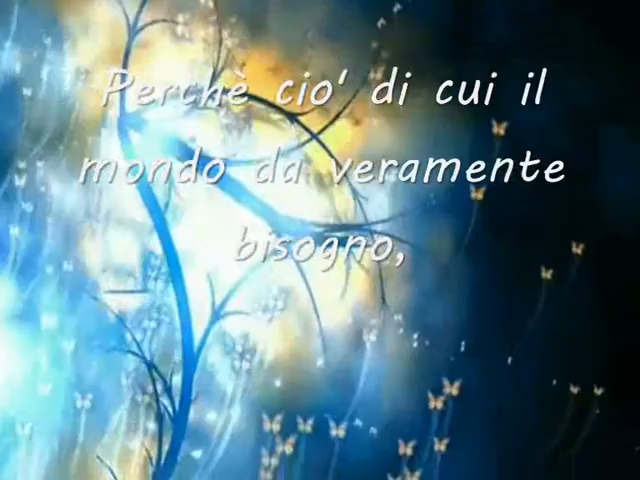 Perchè cio' di cui il
mondo da veramente
bisogno,